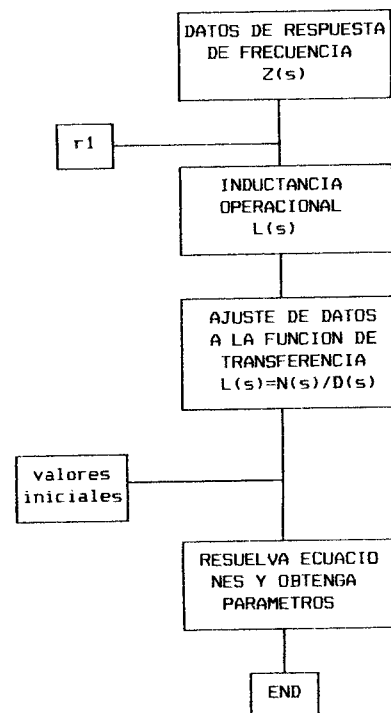 DATOS DE RESPUESTA
DE FRECUENCIA
Z(s)
r1
INDUCTANCIA
OPERACIONAL
L(s)
AJUSTE DE DATOS
A LA FUNCION DE
TRANSFERENCIA
L(s)=N(s)/D(s)
valores
iniciales
RESUELVA ECUACIO
NES Y OBTENGA
PARAMETROS
END